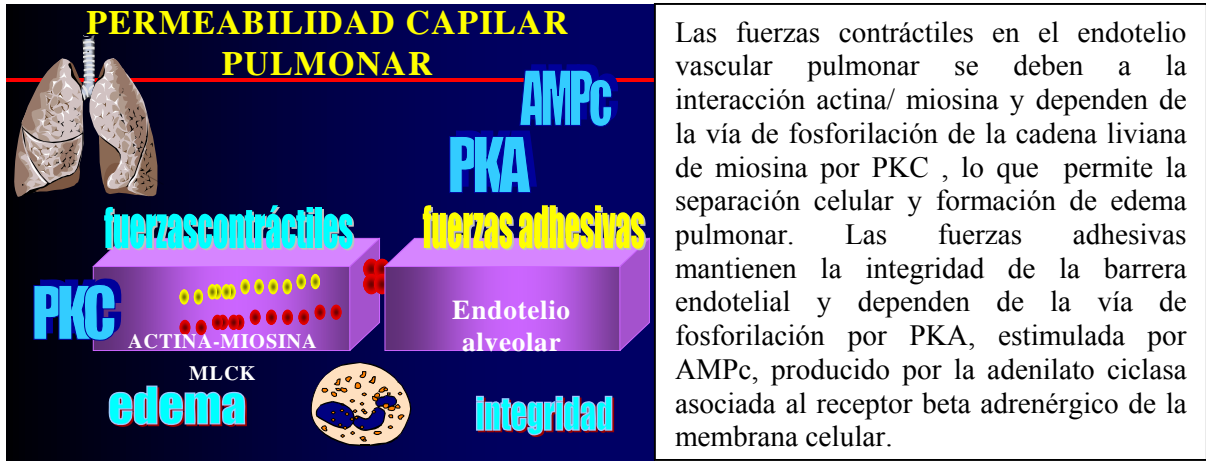 PERMEABILIDAD CAPILAR
PULMONAR
AMPc
PKA
fuerzascontráctiles
fuerzas adhesivas
PKC
Endotelio
alveolar
ACTINA-MIOSINA
MLCK
edema
integridad
Las fuerzas contráctiles en el endotelio
vascular pulmonar se deben a la
interacción actina/ miosina y dependen de
la vía de fosforilación de la cadena liviana
de miosina por PKC , lo que permite la
separación celular y formación de edema
pulmonar. Las fuerzas adhesivas
mantienen la integridad de la barrera
endotelial y dependen de la vía de
fosforilación por PKA, estimulada por
AMPc, producido por la adenilato ciclasa
asociada al receptor beta adrenérgico de la
membrana celular.